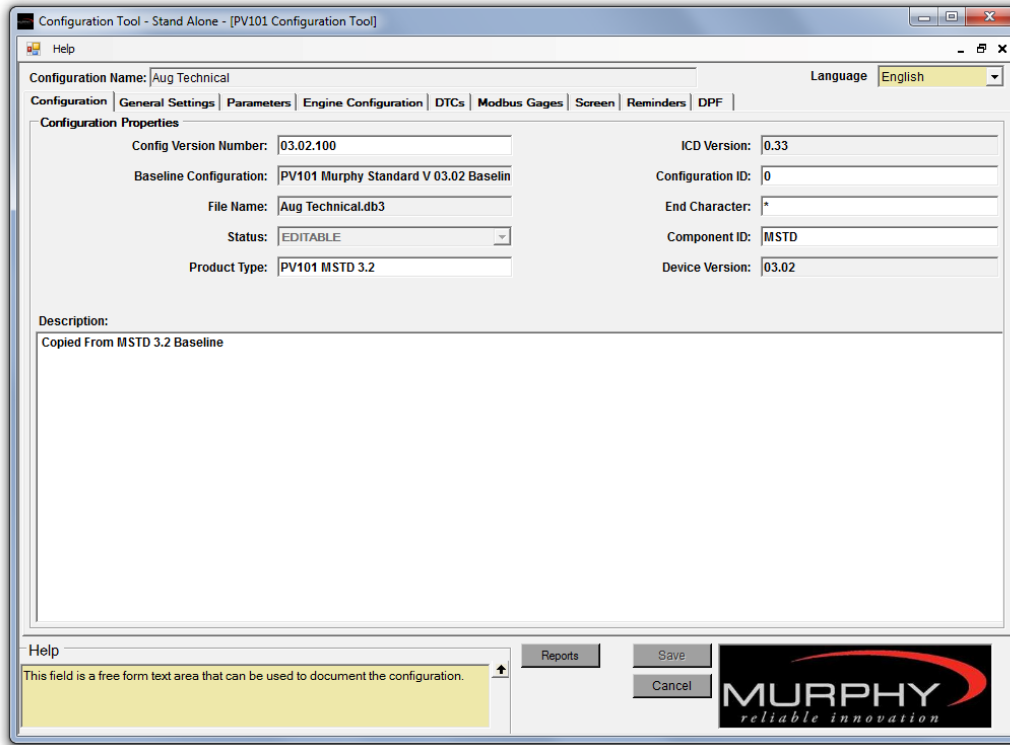 Configuration Tool - Stand Alone - [PV101 Configuration Tool]
Help
Configuration Name: Aug Technical
Language English
Configuration General Settings Parameters Engine Configuration DTCs Modbus Gages Screen Reminders DPF
Configuration Properties
Config Version Number: 03.02.100
ICD Version: 0.33
Baseline Configuration: PV101 Murphy Standard V 03.02 Baselin
Configuration ID: 0
File Name: Aug Technical.db3
End Character: *
Status: EDITABLE
Component ID: MSTD
Product Type: PV101 MSTD 3.2
Device Version: 03.02
Description:
Copied From MSTD 3.2 Baseline
Help
This field is a free form text area that can be used to document the configuration.
Reports
Save
Cancel
MURPHY
reliable innovation